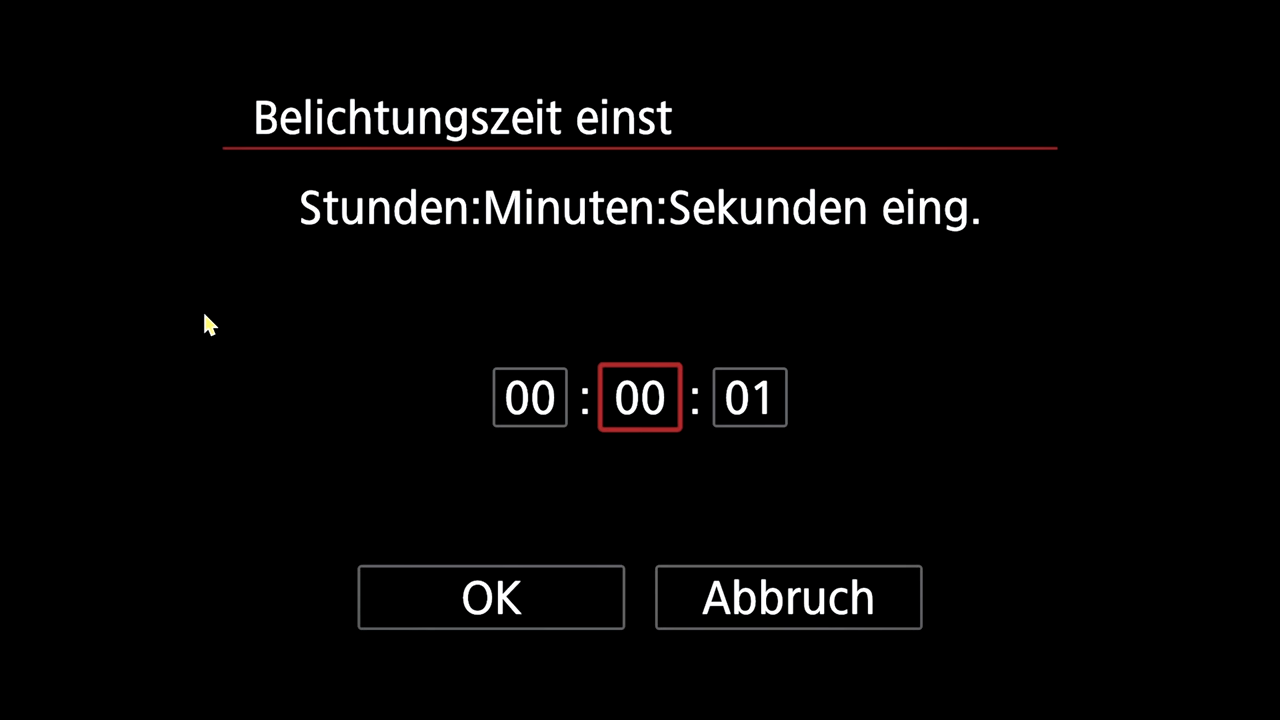 Belichtungszeit einst
Stunden:Minuten:Sekunden eing.
00 : 00 : 01
OK Abbruch